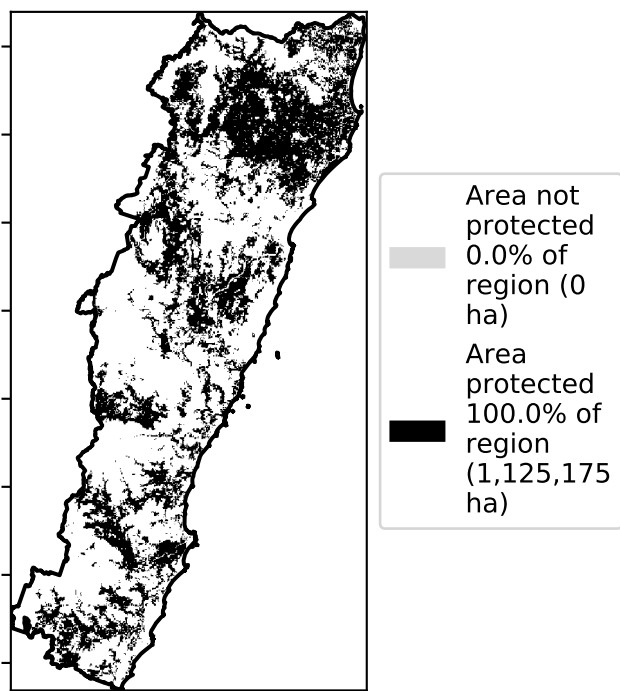 Area not
protected
0.0% of
region (0
ha)
Area
protected
100.0% of
region
(1,125,175
ha)